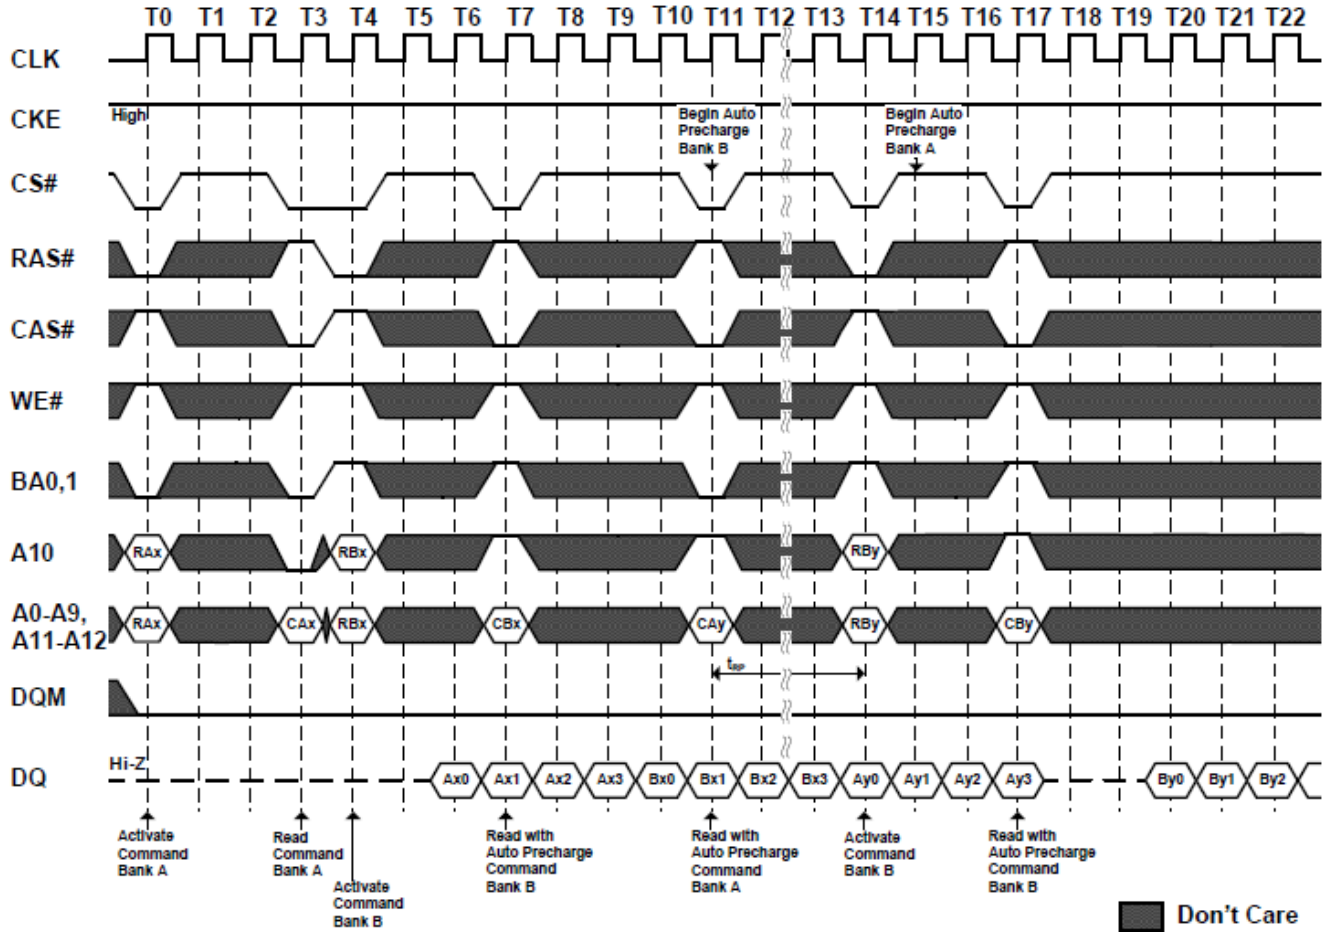 T0 T1 T2 T3 T4 T5 T6 T7 T8 T9 T10 T11 T12 T13 T14 T15 T16 T17 T18 T19 T20 T21 T22
CLK
CKE
High
Begin Auto
Precharge
Bank B
Begin Auto
Precharge
Bank A
CS#
RAS#
CAS#
WE#
BA0,1
A10
RAx RBx RBy
A0-A9,
A11-A12
RAx CAx RBx CBx CAy RBy CBy
tRP
DQM
DQ
Hi-Z
Ax0 Ax1 Ax2 Ax3 Bx0 Bx1 Bx2 Bx3 Ay0 Ay1 Ay2 Ay3 By0 By1 By2
Activate
Command
Bank A
Read
Command
Bank A
Activate
Command
Bank B
Read with
Auto Precharge
Command
Bank B
Read with
Auto Precharge
Command
Bank A
Activate
Command
Bank B
Read with
Auto Precharge
Command
Bank B
Don't Care